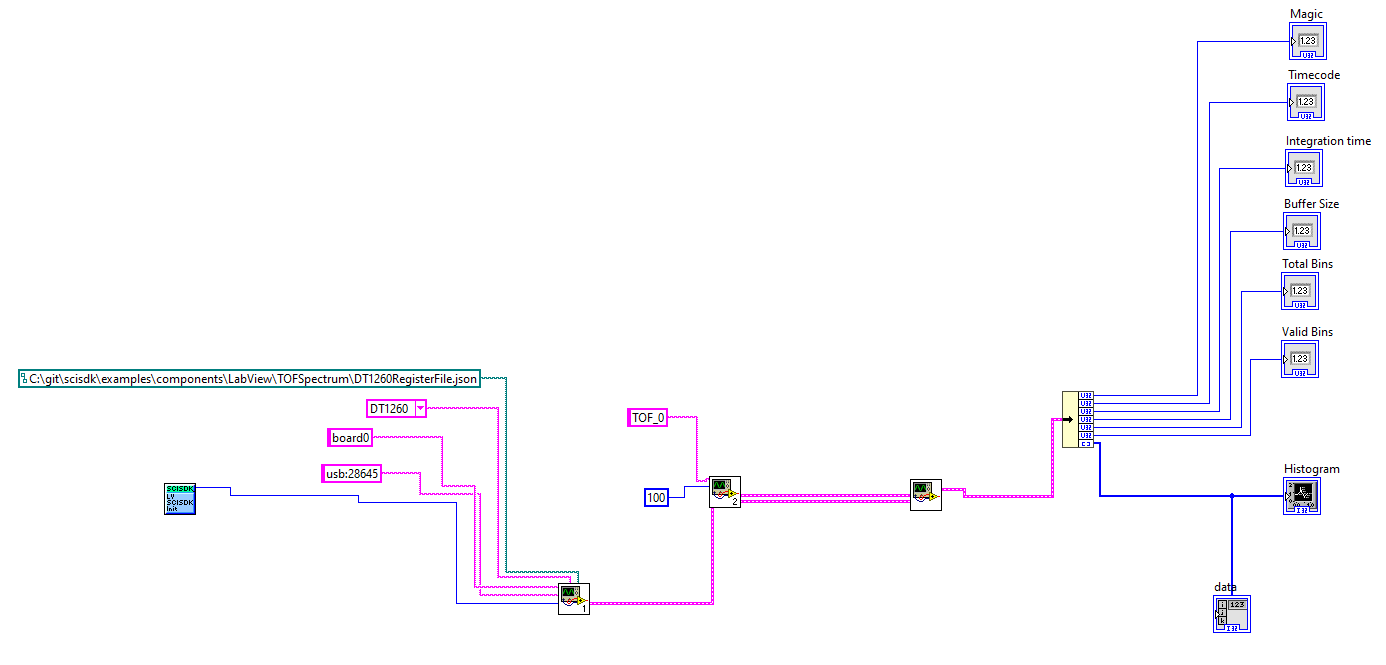 Magic
1.23
U32
Timecode
1.23
U32
Integration time
1.23
U32
Buffer Size
1.23
U32
Total Bins
1.23
U32
Valid Bins
1.23
U32
C:\git\scisdk\examples\components\LabView\TOFSpectrum\DT1260RegisterFile.json
DT1260
TOF_0
board0
usb:28645
SCISDK
LV
SCISDK
init
100
2
1
U32
U32
U32
U32
U32
U32
Histogram
I32
data
i
j
k
123
I32